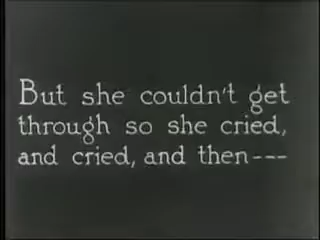 But she couldn't get
through so she cried,
and cried, and then---